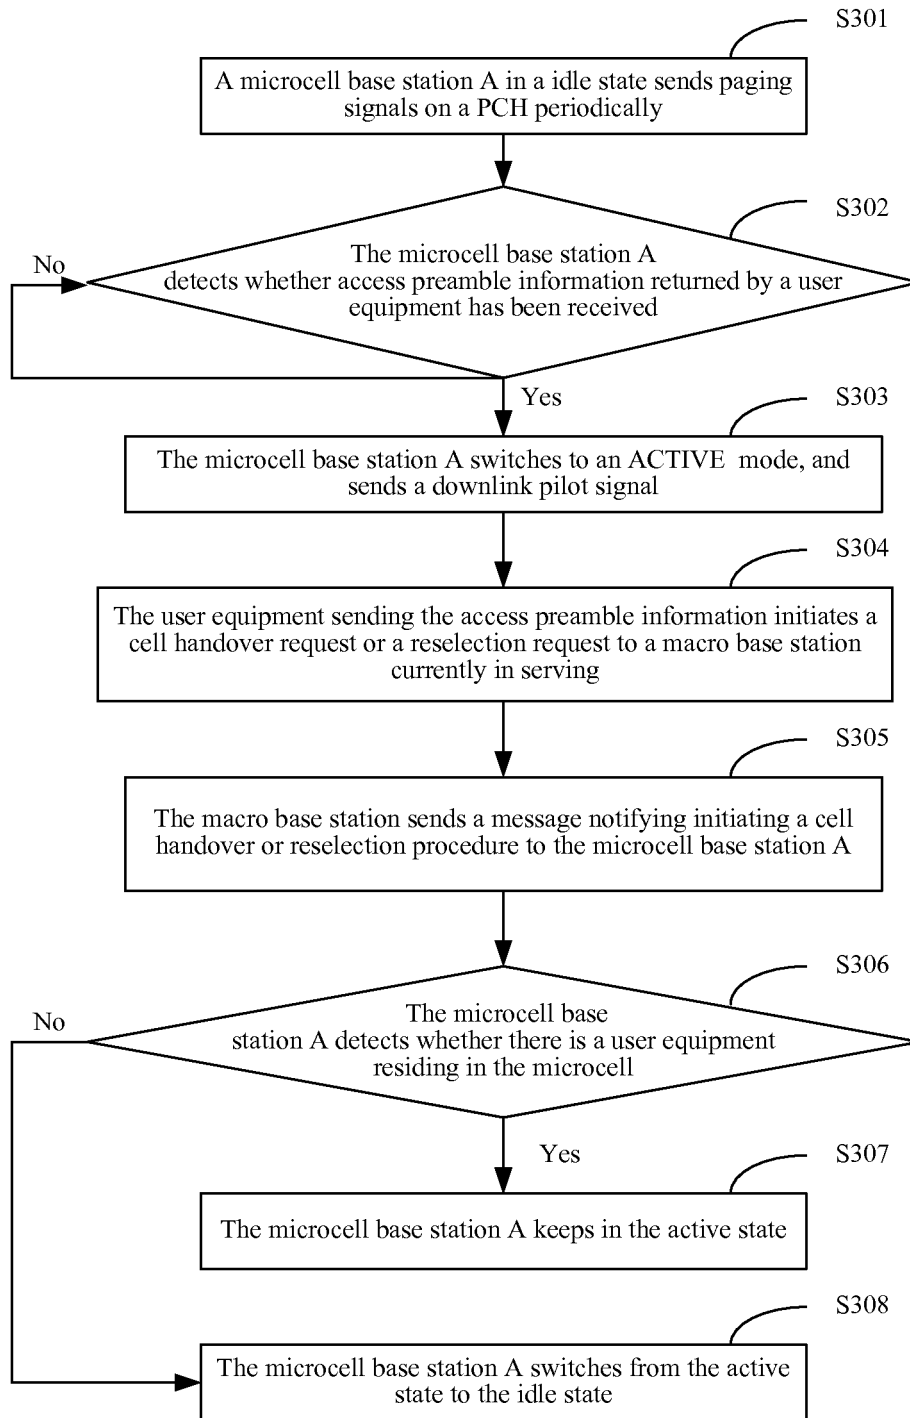 S301
A microcell base station A in a idle state sends paging
signals on a PCH periodically
S302
The microcell base station A
detects whether access preamble information returned by a user
equipment has been received
No
Yes
S303
The microcell base station A switches to an ACTIVE mode, and
sends a downlink pilot signal
S304
The user equipment sending the access preamble information initiates a
cell handover request or a reselection request to a macro base station
currently in serving
S305
The macro base station sends a message notifying initiating a cell
handover or reselection procedure to the microcell base station A
S306
The microcell base
station A detects whether there is a user equipment
residing in the microcell
No
Yes
S307
The microcell base station A keeps in the active state
S308
The microcell base station A switches from the active
state to the idle state